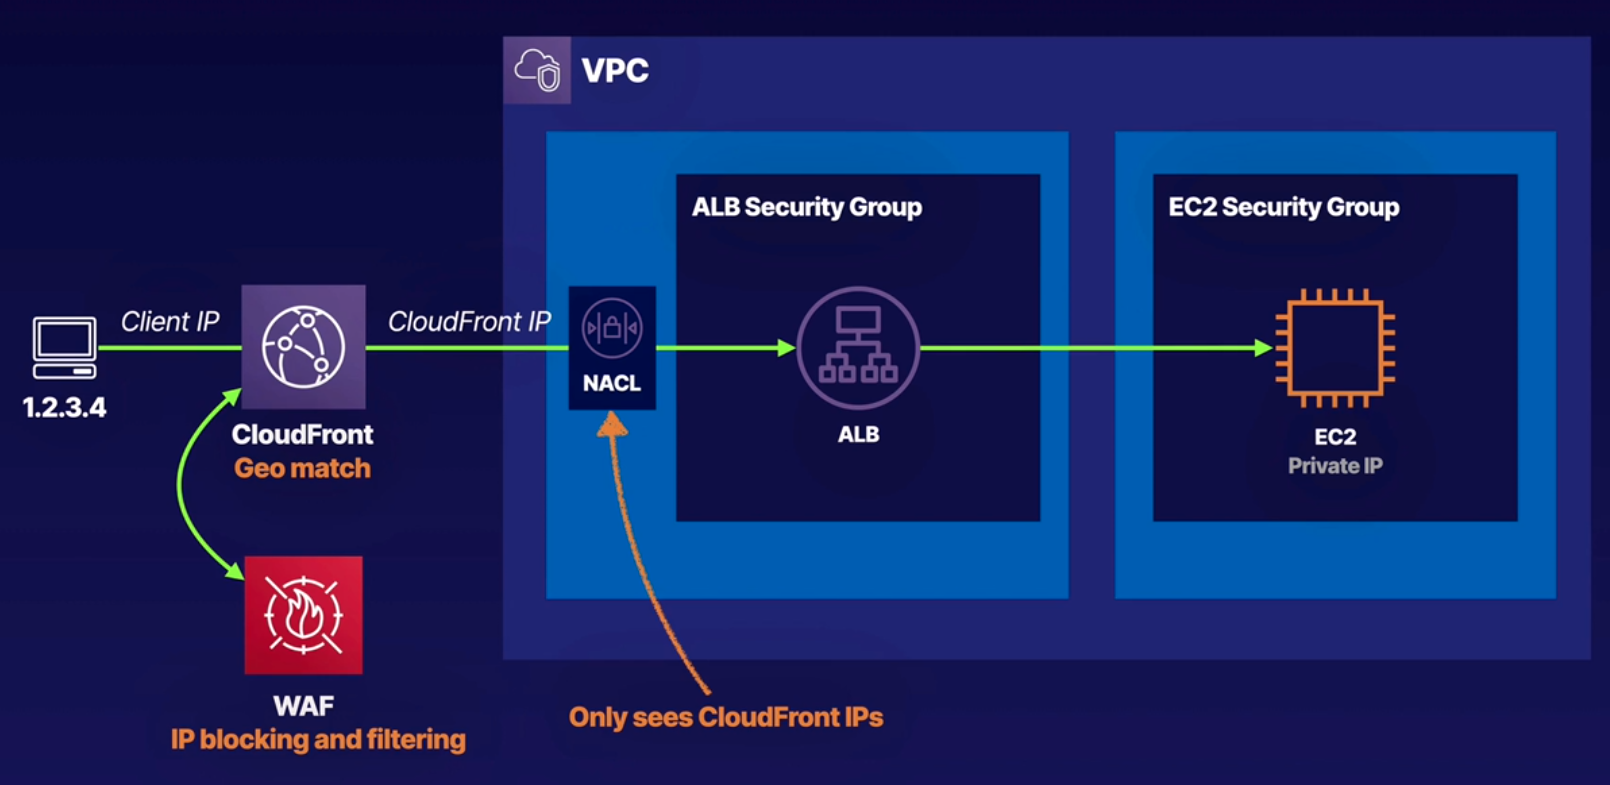 VPC
ALB Security Group
EC2 Security Group
Client IP
CloudFront IP
NACL
1.2.3.4
CloudFront
Geo match
ALB
EC2
Private IP
WAF
IP blocking and filtering
Only sees CloudFront IPs